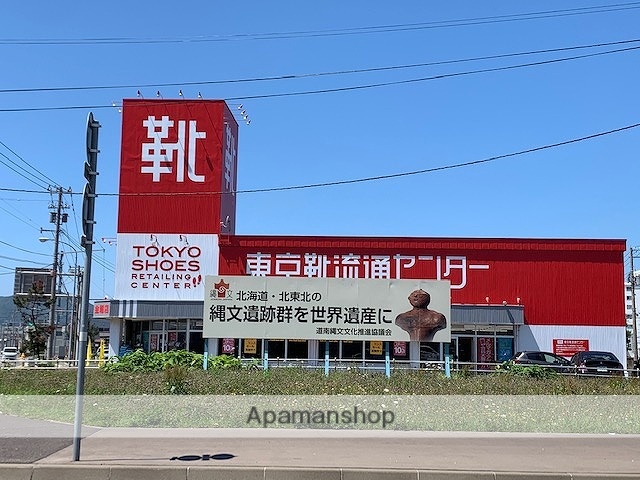 靴
TOKYO
SHOES
RETAILING
CENTER!!
東京靴流通センター
縄文
北海道・北東北の
縄文遺跡群を世界遺産に
道南縄文文化推進協議会
Apamanshop